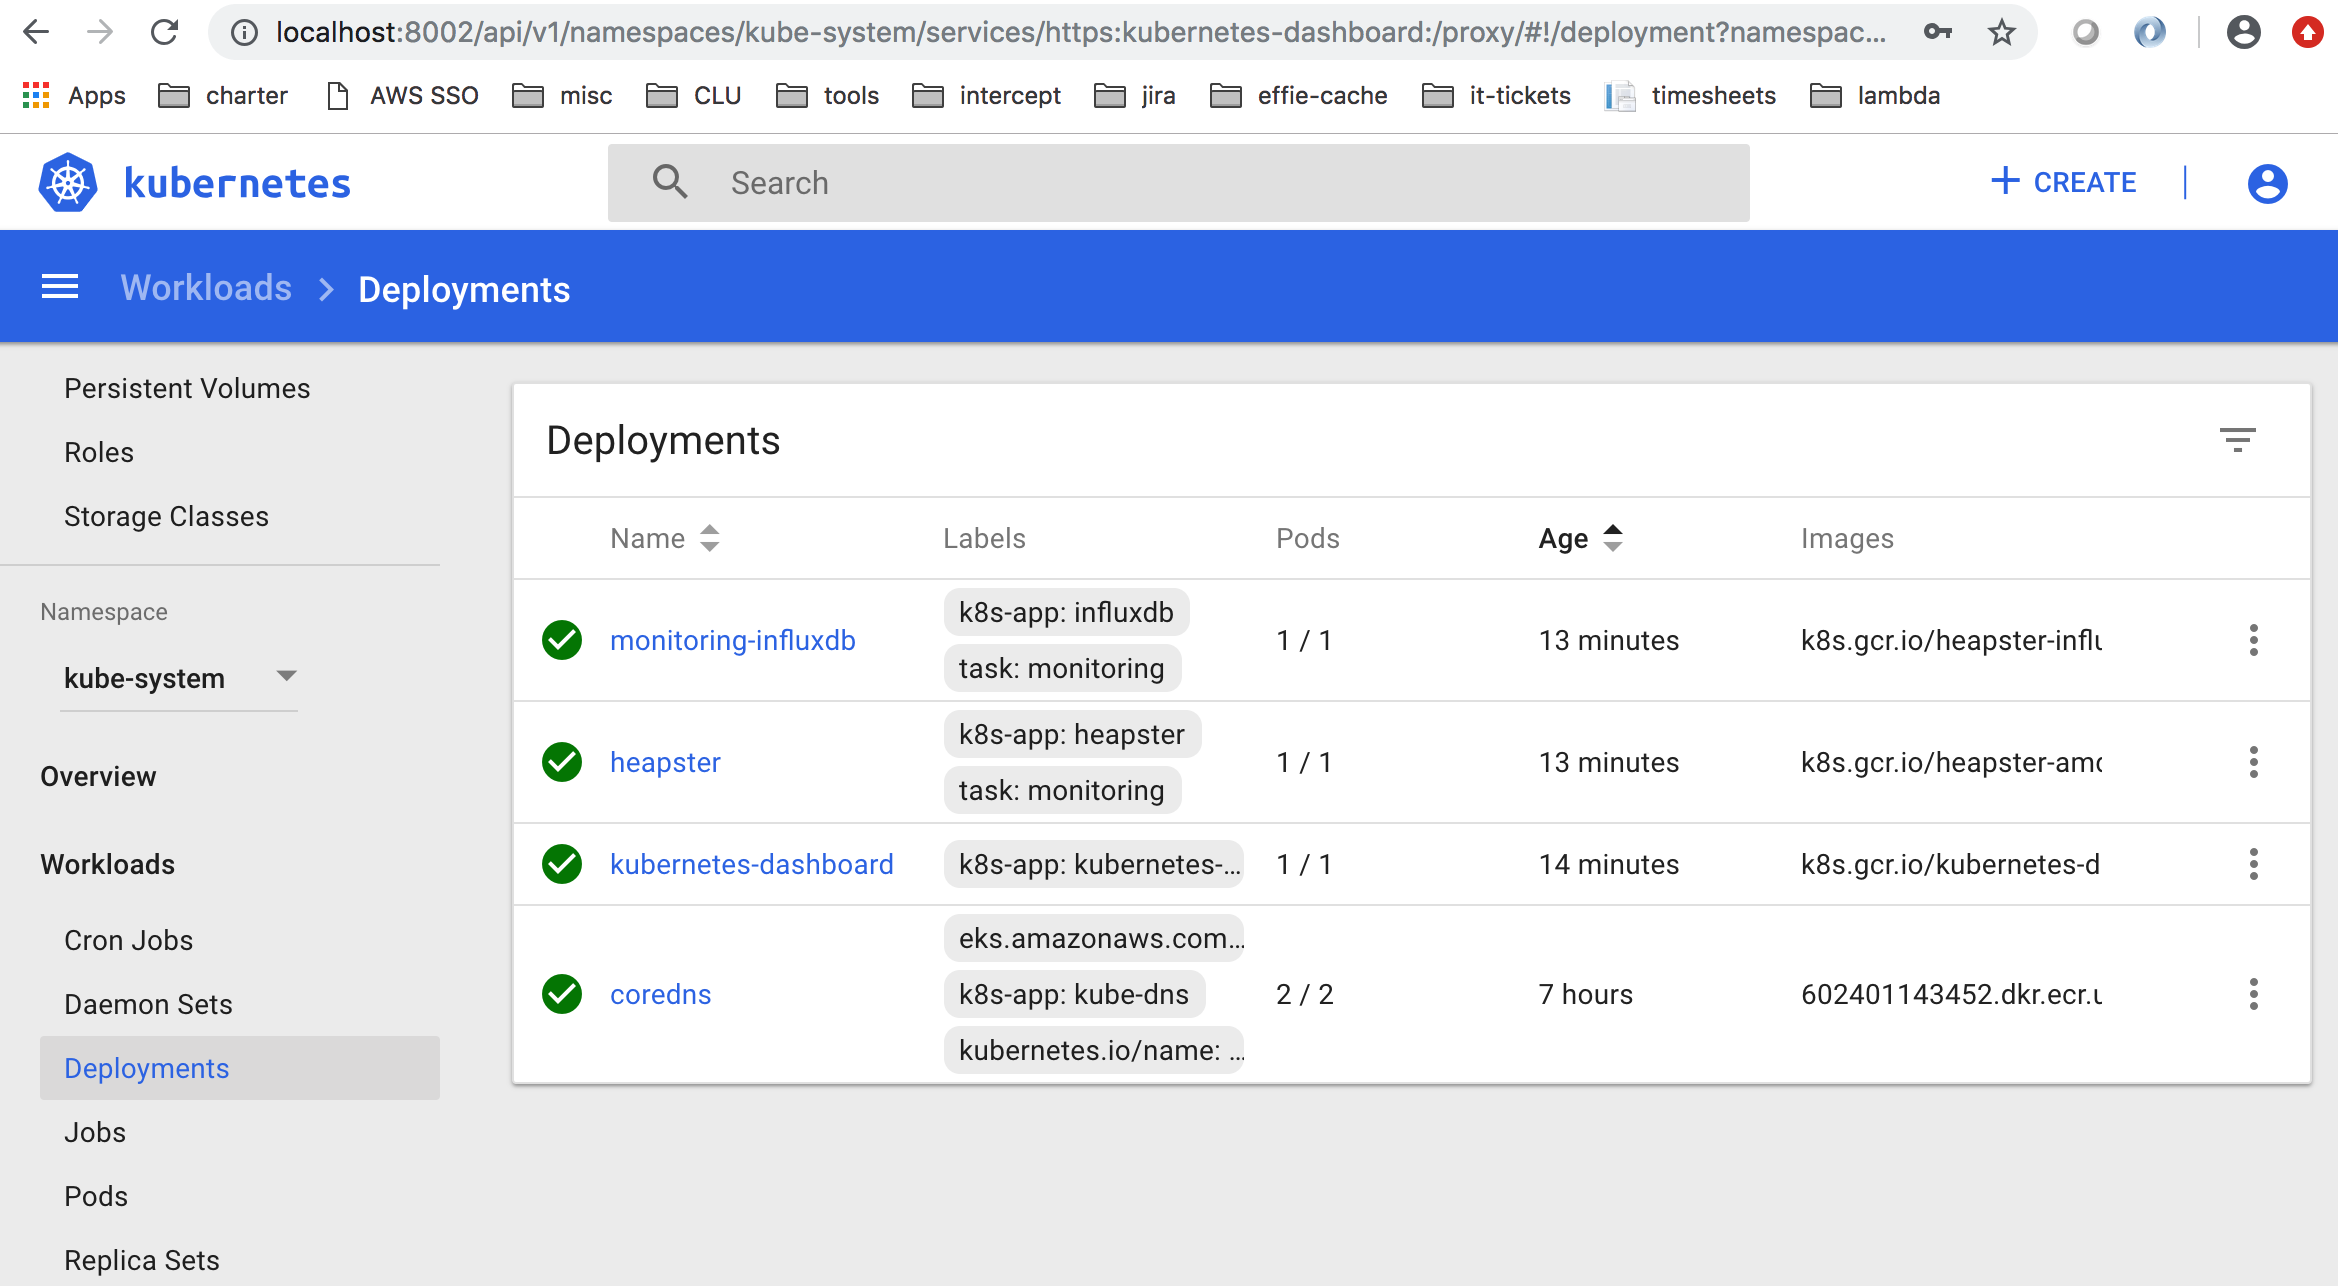 localhost:8002/api/v1/namespaces/kube-system/services/https:kubernetes-dashboard:/proxy/#!/deployment?namespac...
Apps charter AWS SSO misc CLU tools intercept jira effie-cache it-tickets timesheets lambda
kubernetes Search + CREATE
Workloads > Deployments
Persistent Volumes
Roles
Storage Classes
Namespace
kube-system
Overview
Workloads
Cron Jobs
Daemon Sets
Deployments
Jobs
Pods
Replica Sets
Deployments
Name Labels Pods Age Images
monitoring-influxdb k8s-app: influxdb 1 / 1 13 minutes k8s.gcr.io/heapster-influ
task: monitoring
heapster k8s-app: heapster 1 / 1 13 minutes k8s.gcr.io/heapster-amc
task: monitoring
kubernetes-dashboard k8s-app: kubernetes-... 1 / 1 14 minutes k8s.gcr.io/kubernetes-d
eks.amazonaws.com...
coredns k8s-app: kube-dns 2 / 2 7 hours 602401143452.dkr.ecr.u
kubernetes.io/name: ...